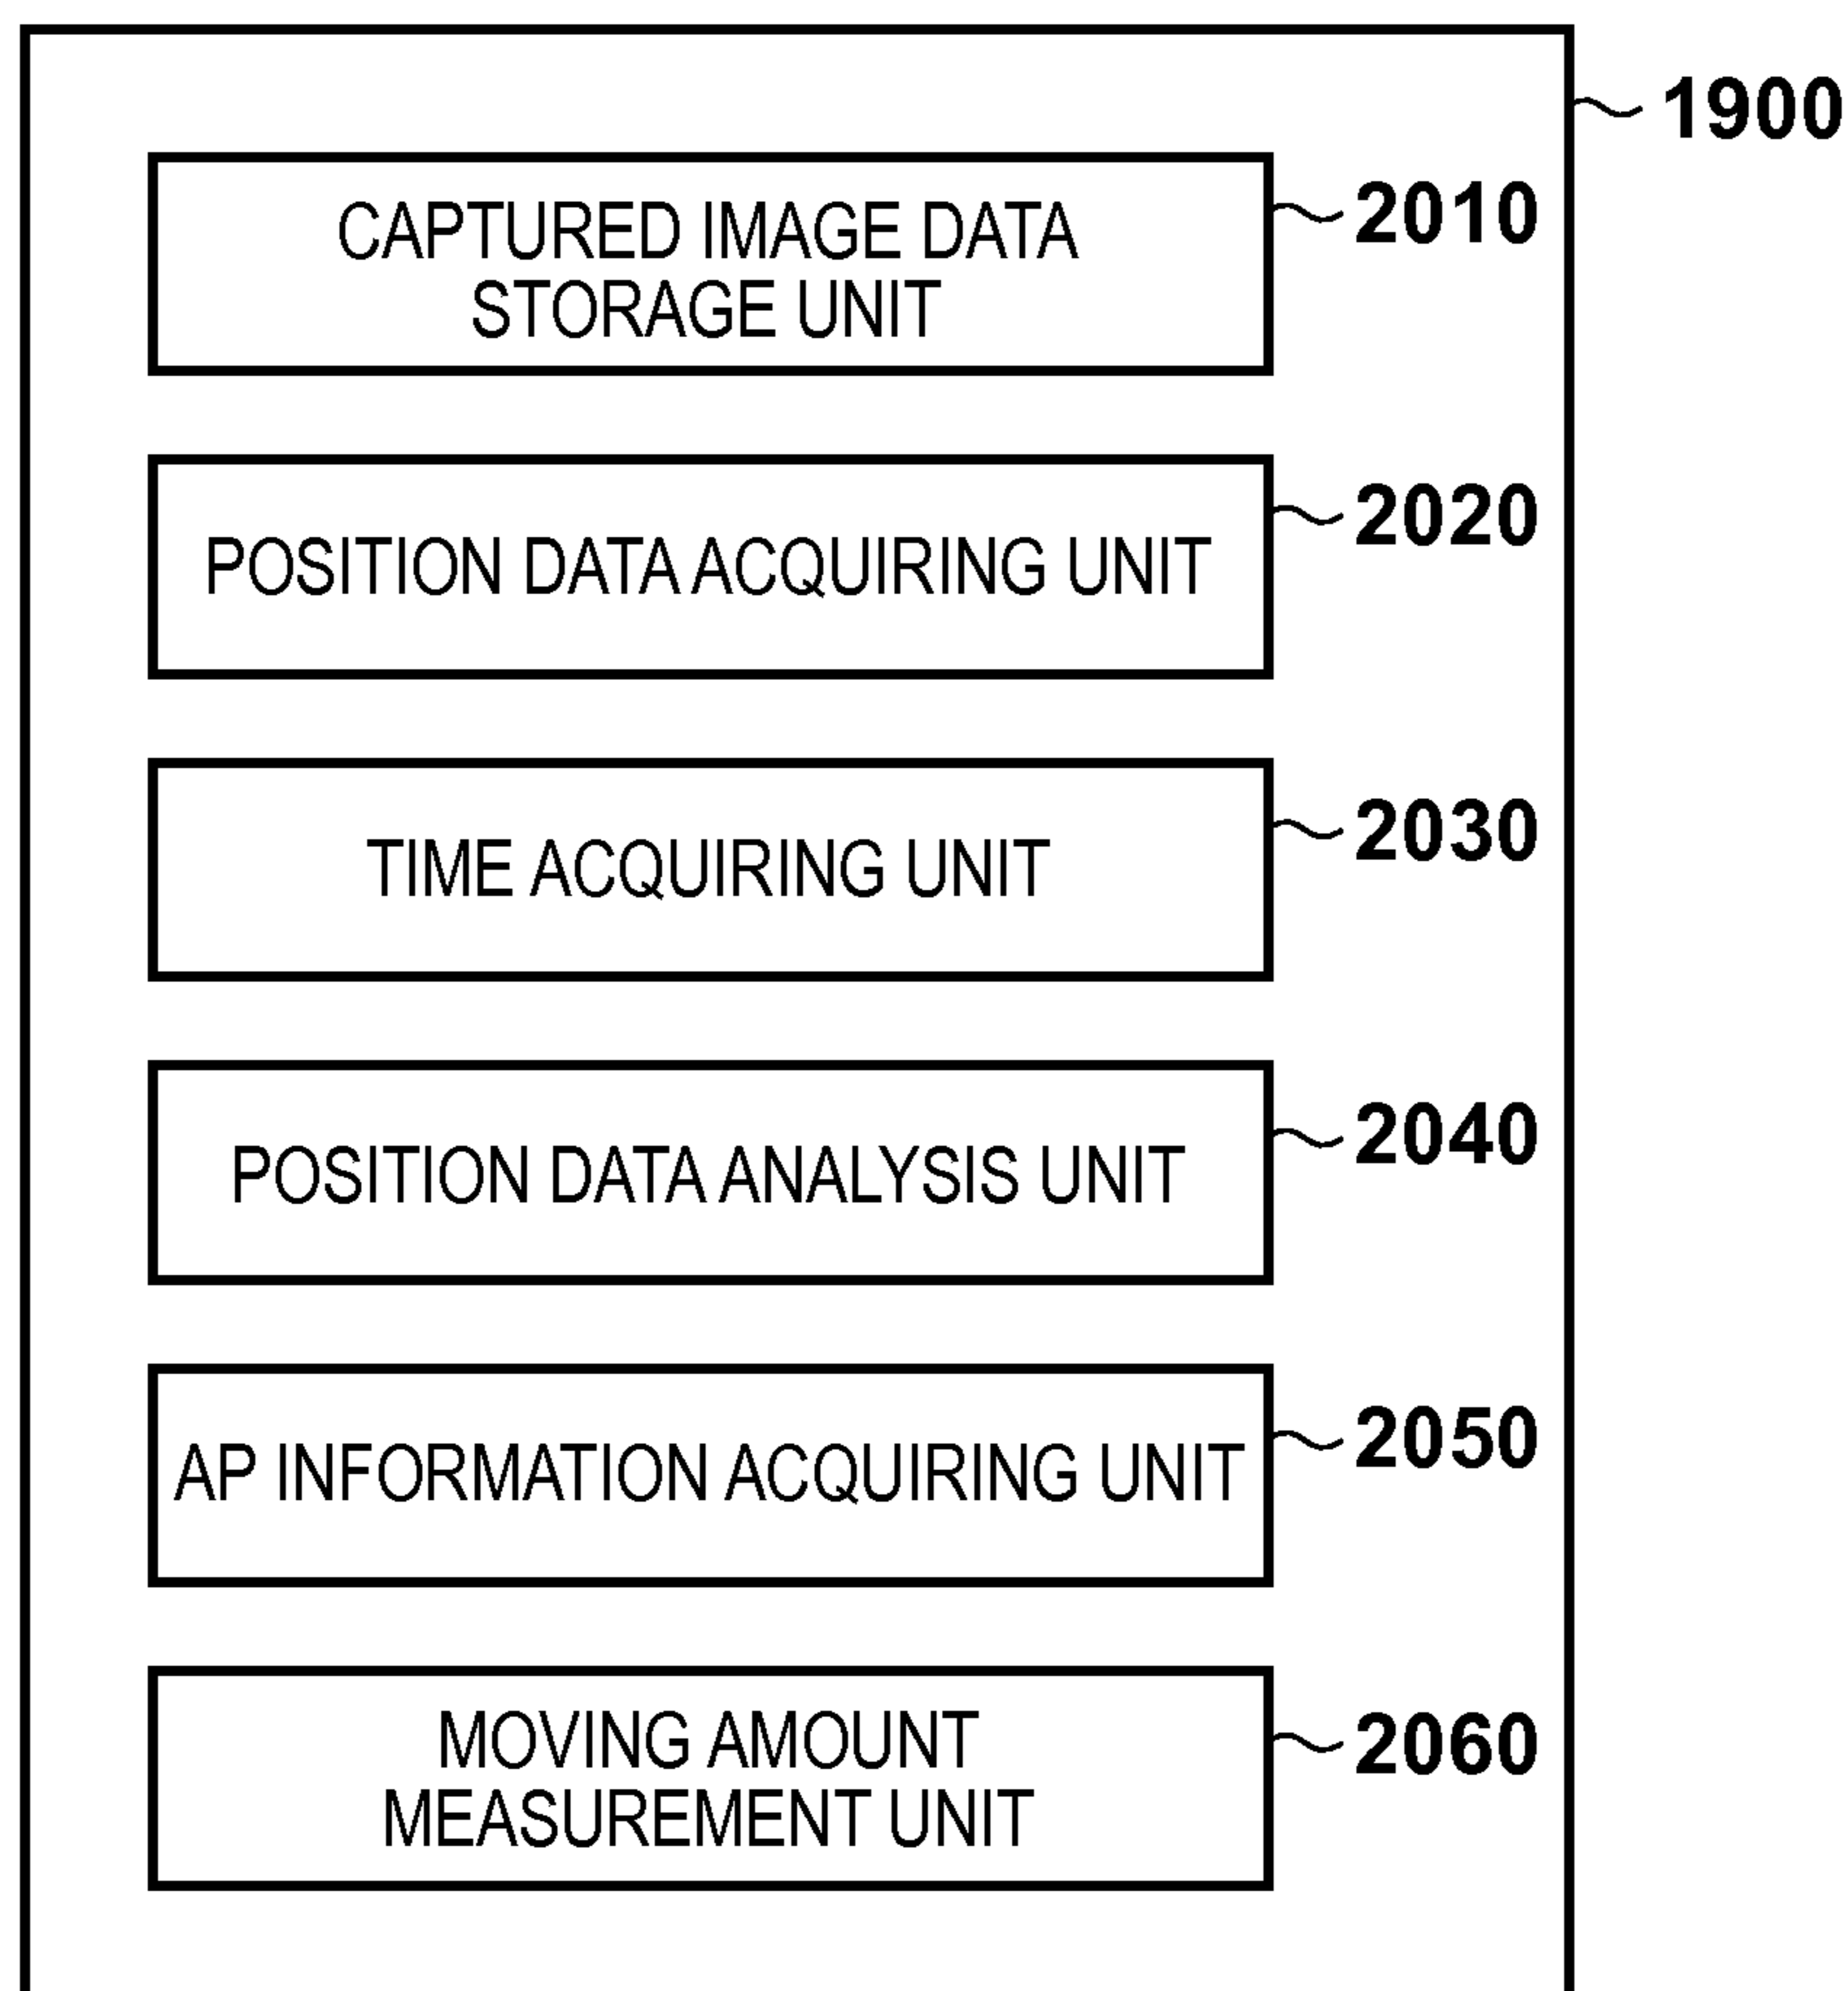 1900
CAPTURED IMAGE DATA
STORAGE UNIT
2010
POSITION DATA ACQUIRING UNIT
2020
TIME ACQUIRING UNIT
2030
POSITION DATA ANALYSIS UNIT
2040
AP INFORMATION ACQUIRING UNIT
2050
MOVING AMOUNT
MEASUREMENT UNIT
2060